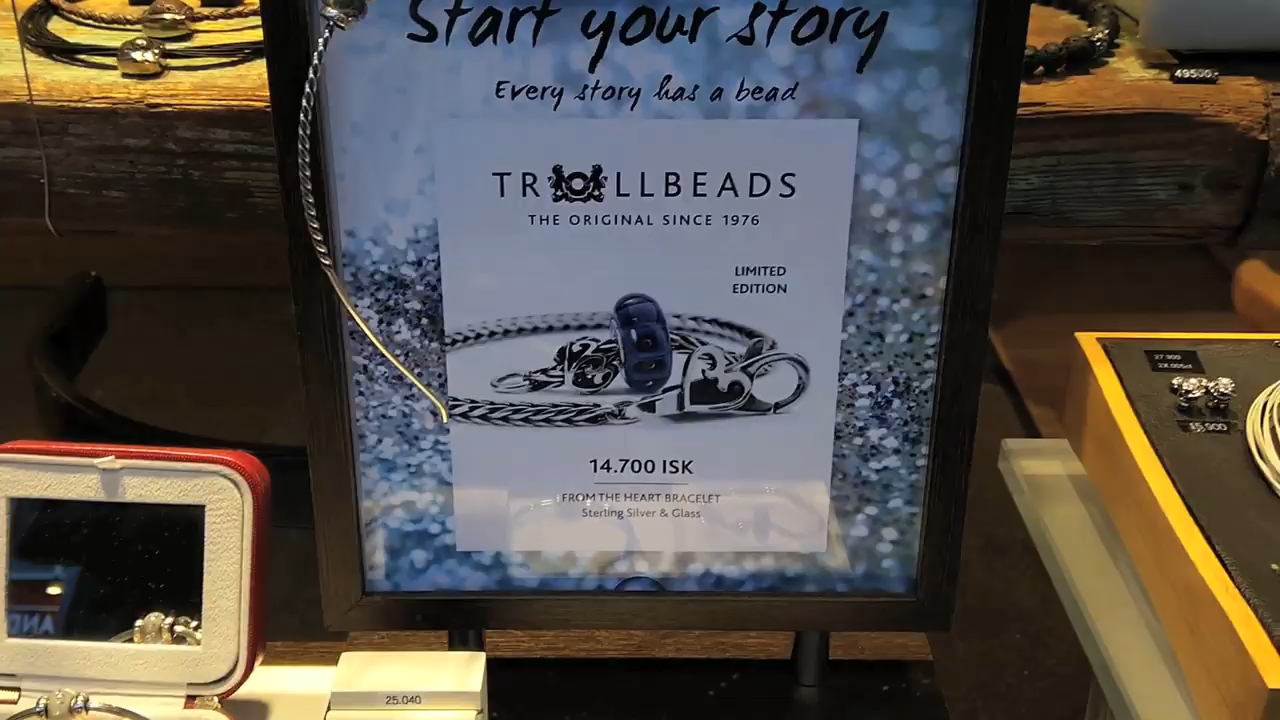 Start your story
Every story has a bead
49500.-
TROLLBEADS
THE ORIGINAL SINCE 1976
LIMITED
EDITION
27.900
15,900
14.700 ISK
FROM THE HEART BRACELET
Sterling Silver & Glass
25.040